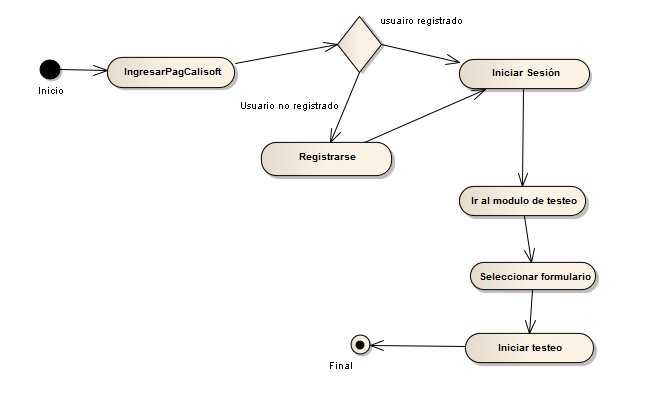 usuairo registrado
IngresarPagCalisoft
Iniciar Sesión
Inicio
Usuario no registrado
Registrarse
Ir al modulo de testeo
Seleccionar formulario
Iniciar testeo
Final